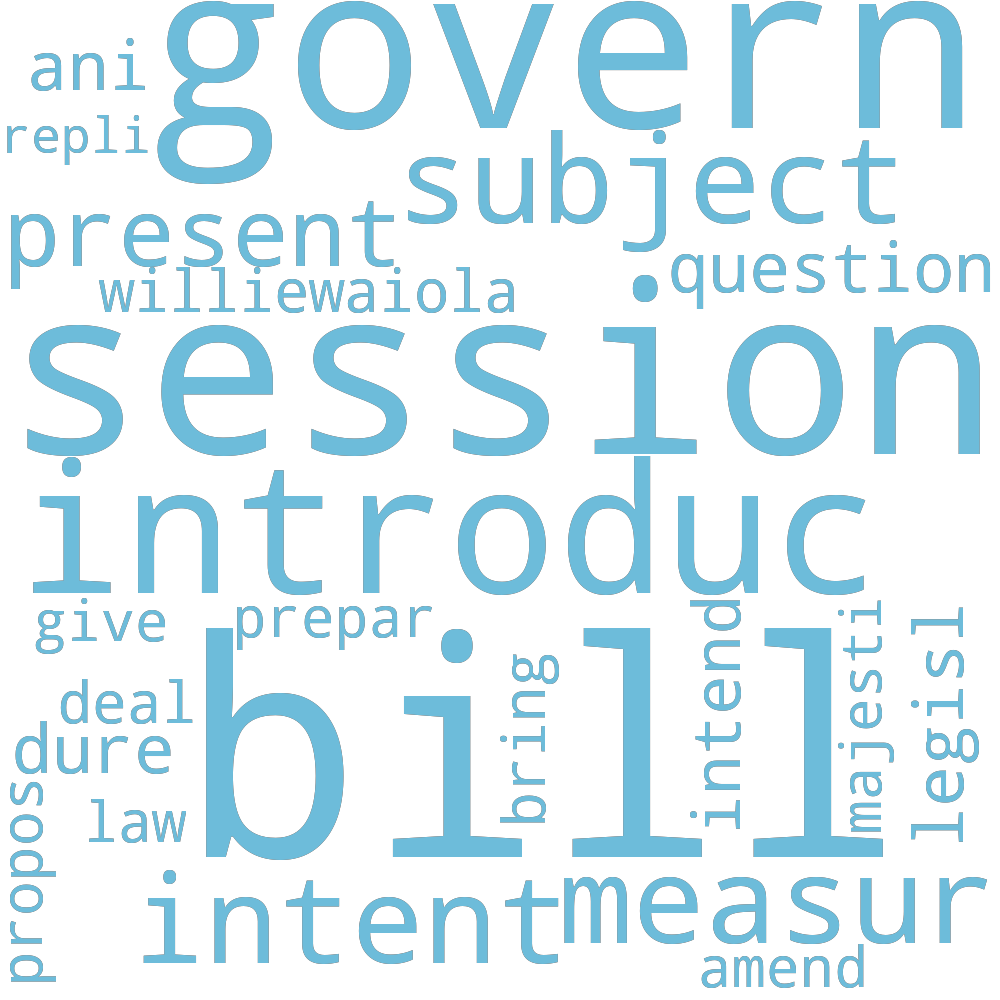 govern
ani
repli
subject
present
question
williewaiola
session
introduc
give
prepar
bill
intend
majesti
legisl
bring
deal
dure
law
propos
intent
measur
amend